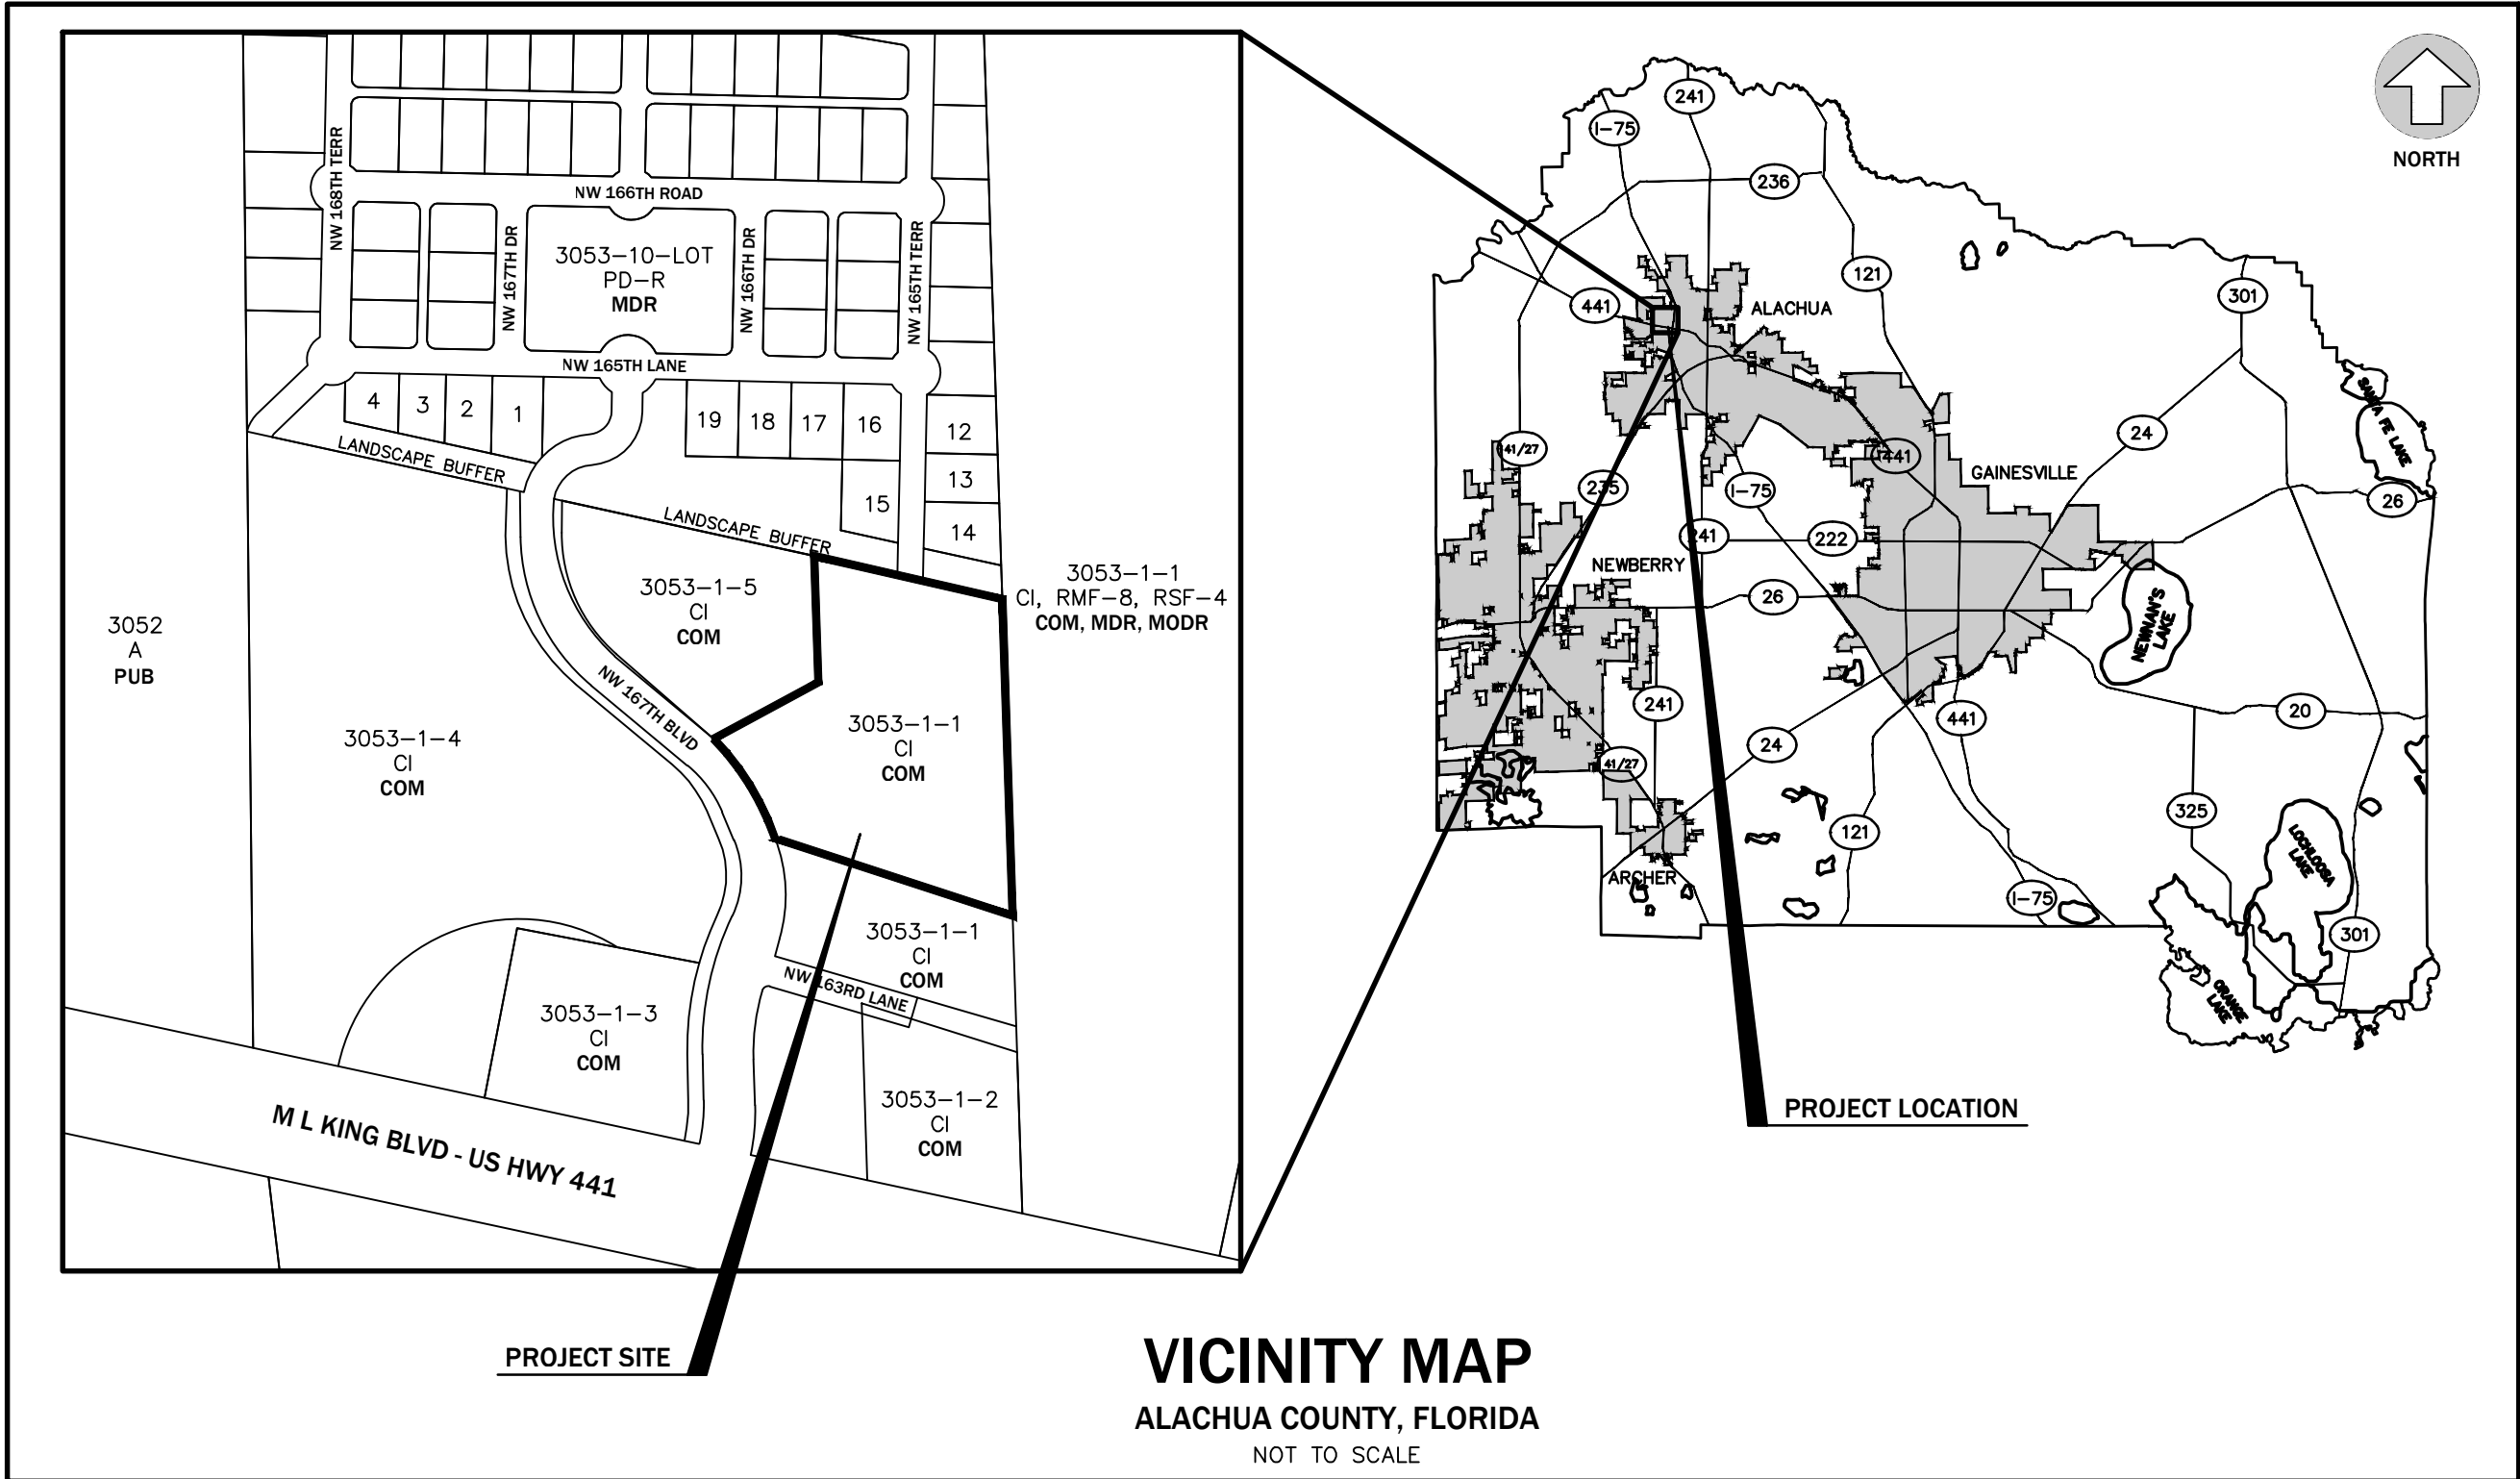 NW 168TH TERR
NW 166TH ROAD
NW 167TH DR
3053-10-LOT
PD-R
MDR
NW 166TH DR
NW 165TH TERR
NW 165TH LANE
4
3
2
1
19
18
17
16
12
13
15
14
LANDSCAPE BUFFER
LANDSCAPE BUFFER
3053-1-5
CI
COM
3053-1-1
CI, RMF-8, RSF-4
COM, MDR, MODR
3052
A
PUB
NW 167TH BLVD
3053-1-4
CI
COM
3053-1-1
CI
COM
3053-1-1
CI
COM
NW 163RD LANE
3053-1-3
CI
COM
3053-1-2
CI
COM
M L KING BLVD - US HWY 441
PROJECT SITE
NORTH
241
I-75
236
121
301
441
ALACHUA
SANTA FE LAKE
24
41/27
441
GAINESVILLE
235
I-75
26
241
222
NEWBERRY
26
NEWNAN'S
LAKE
241
441
20
24
41/27
325
121
LOCHLOOSA
LAKE
ARCHER
I-75
301
ORANGE
LAKE
PROJECT LOCATION
VICINITY MAP
ALACHUA COUNTY, FLORIDA
NOT TO SCALE